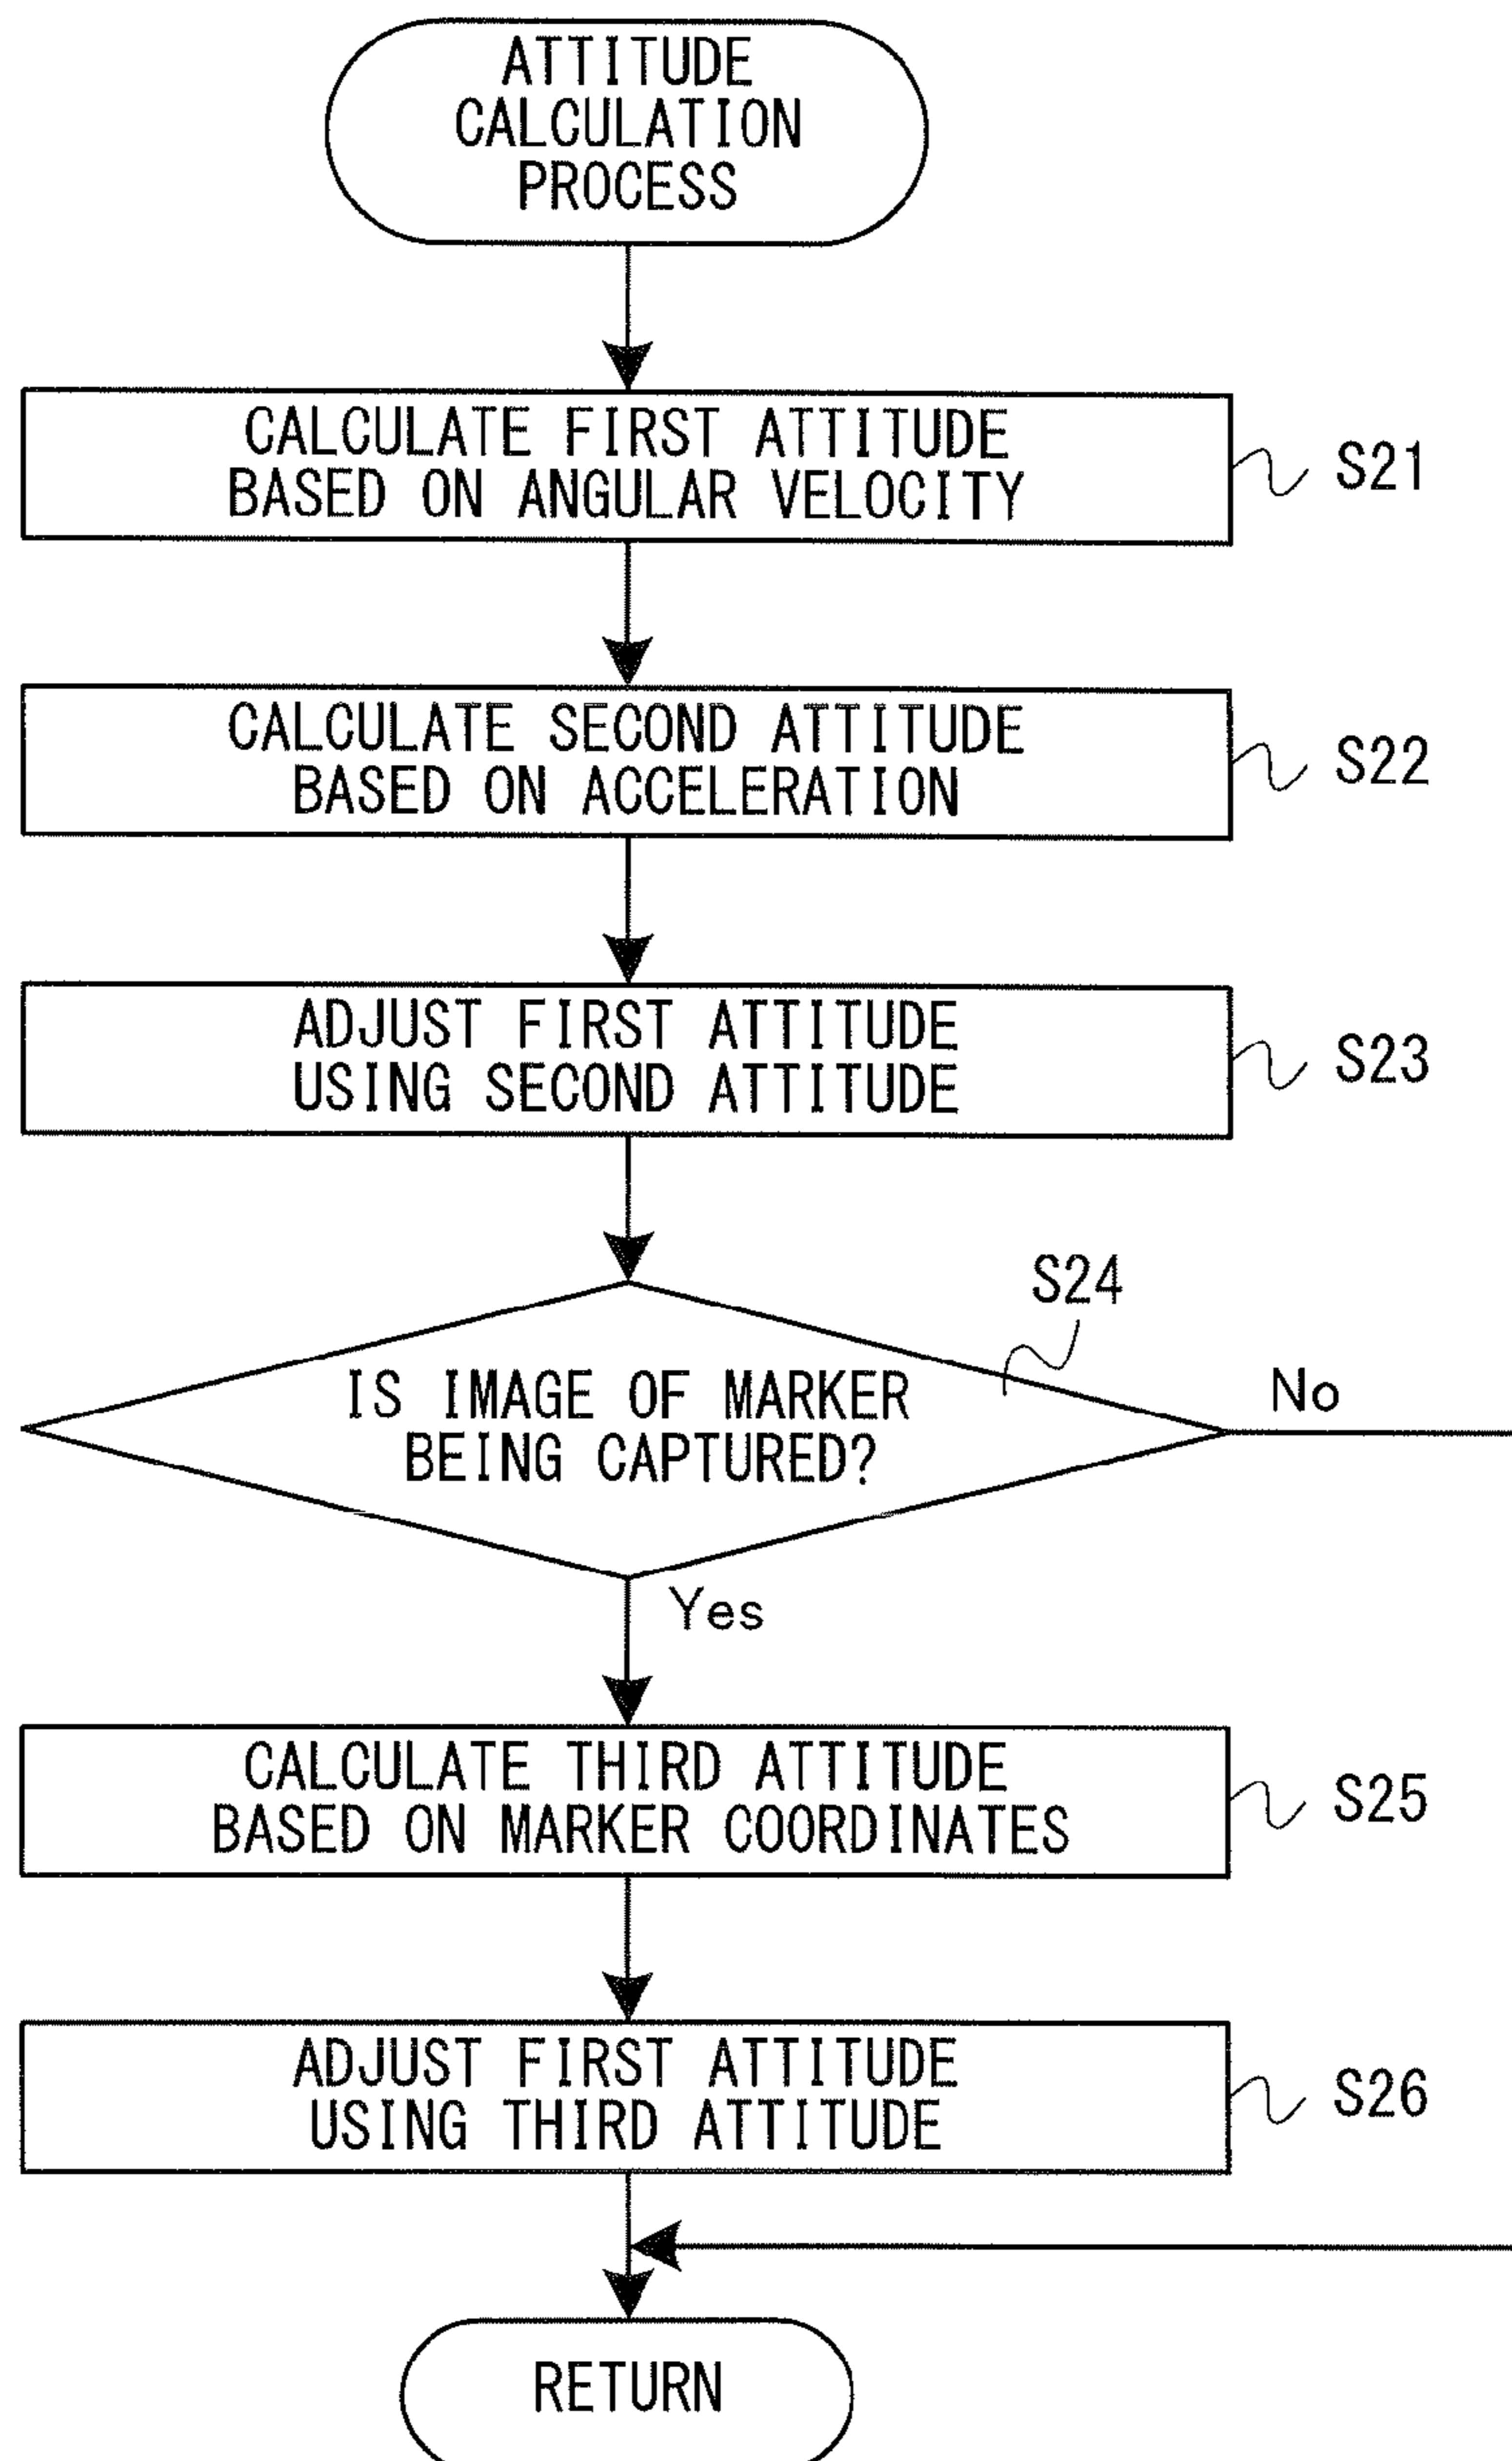 ATTITUDE
CALCULATION
PROCESS
CALCULATE FIRST ATTITUDE
BASED ON ANGULAR VELOCITY
S21
CALCULATE SECOND ATTITUDE
BASED ON ACCELERATION
S22
ADJUST FIRST ATTITUDE
USING SECOND ATTITUDE
S23
S24
IS IMAGE OF MARKER
BEING CAPTURED?
No
Yes
CALCULATE THIRD ATTITUDE
BASED ON MARKER COORDINATES
S25
ADJUST FIRST ATTITUDE
USING THIRD ATTITUDE
S26
RETURN